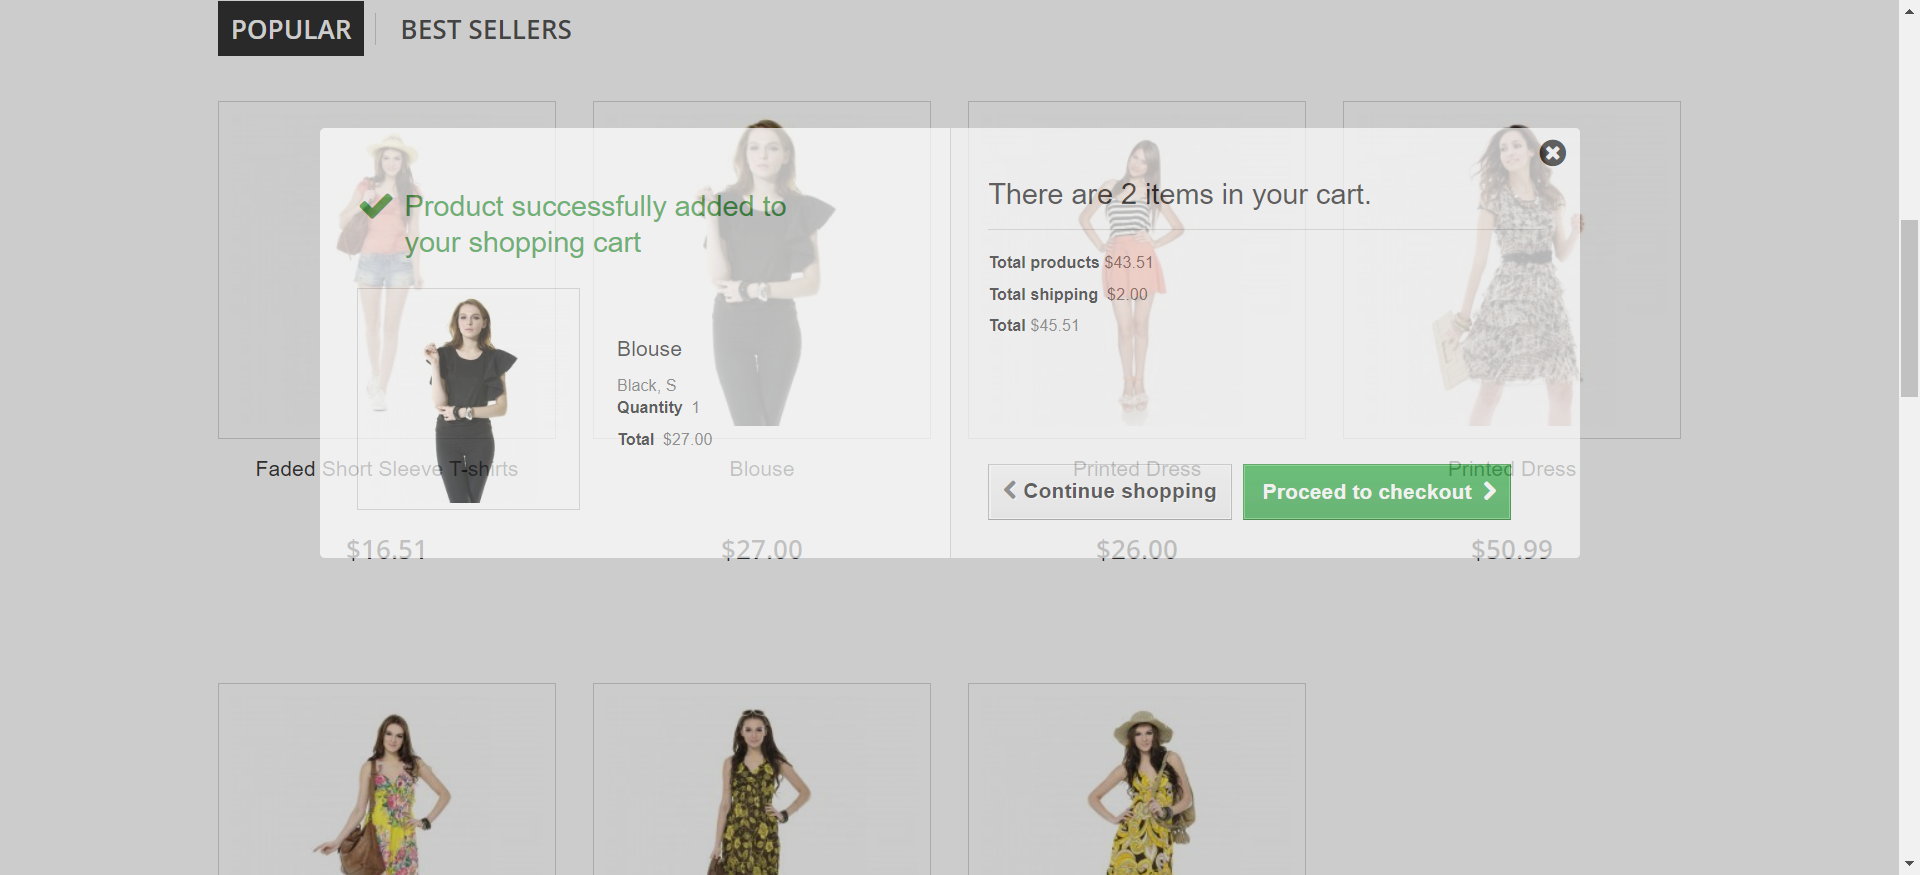 POPULAR
BEST SELLERS
Product successfully added to
your shopping cart
Blouse
Black, S
Quantity 1
Total $27.00
There are 2 items in your cart.
Total products $43.51
Total shipping $2.00
Total $45.51
Continue shopping
Proceed to checkout
Faded Short Sleeve T-shirts
Blouse
Printed Dress
Printed Dress
$16.51
$27.00
$26.00
$50.99